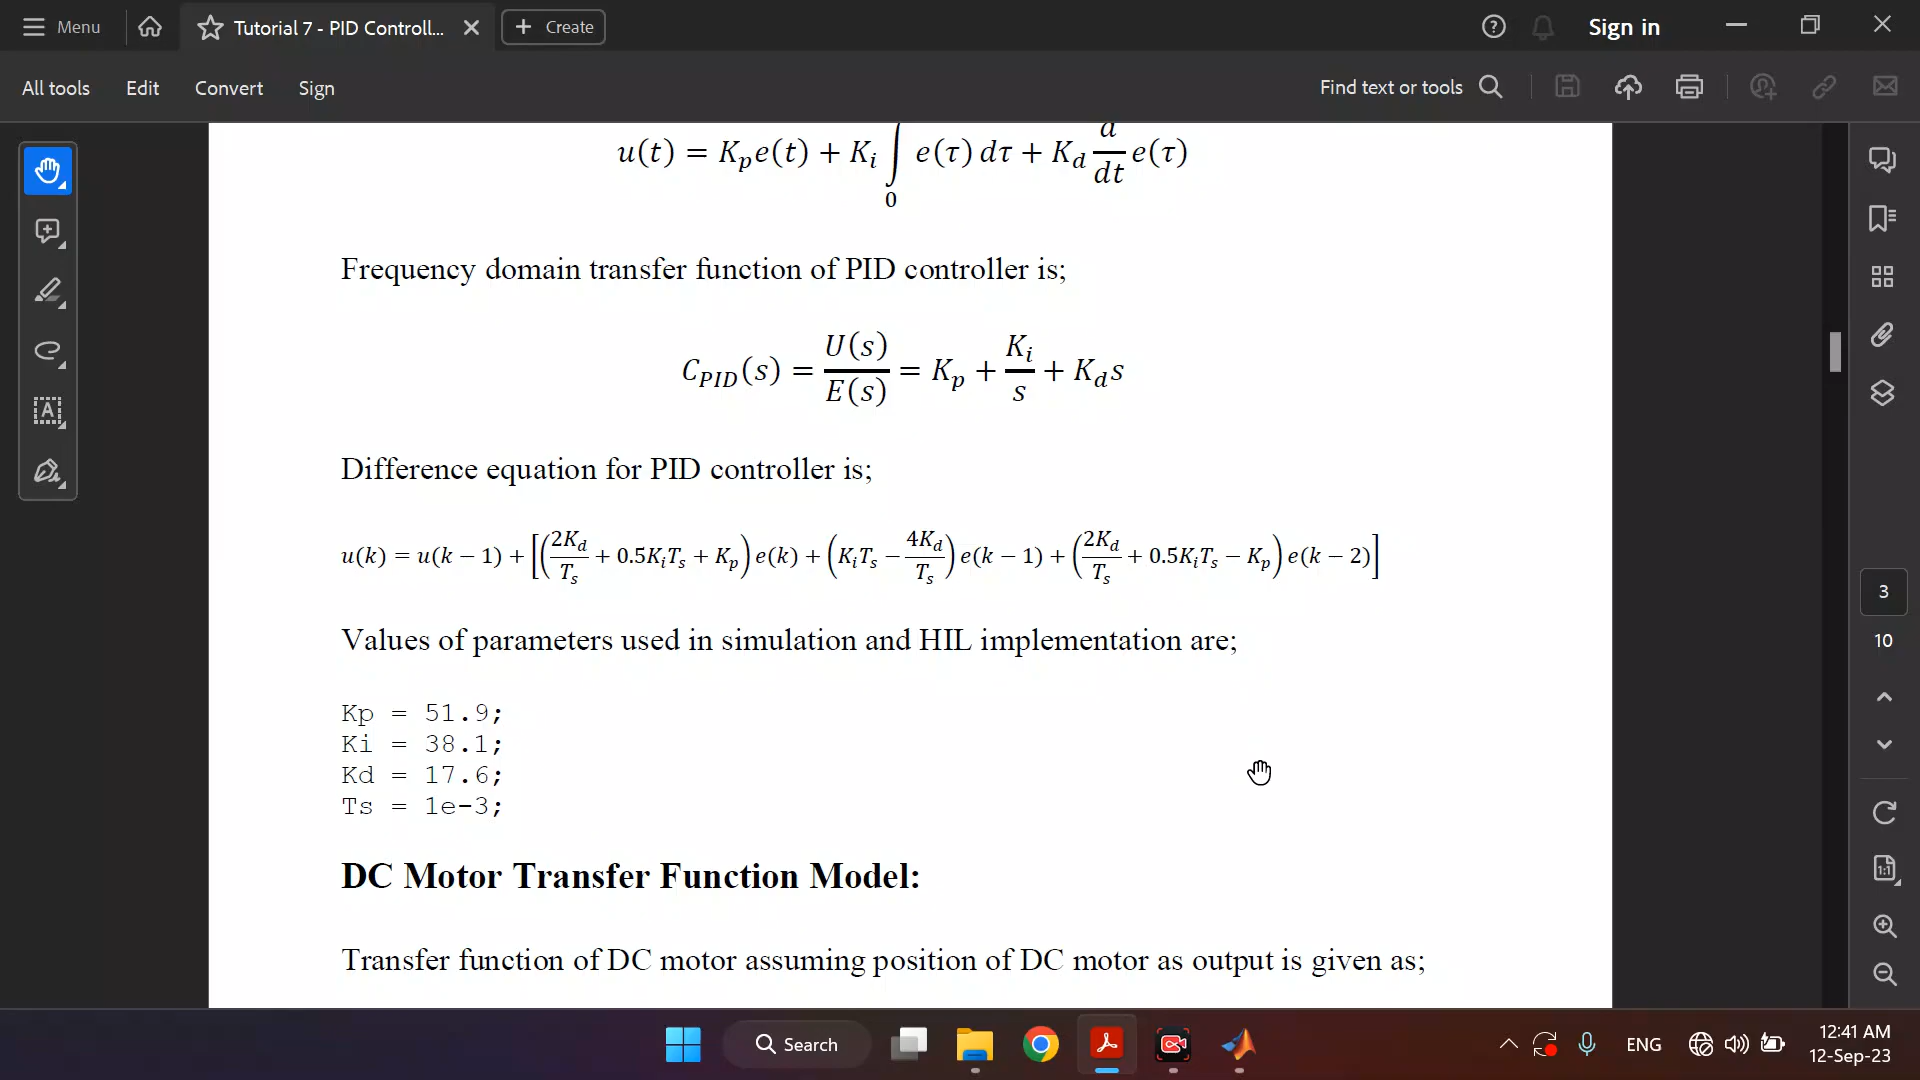 Menu
Tutorial 7 - PID Controll...
Create
Sign in
All tools
Edit
Convert
Sign
Find text or tools
u(t) = K_p e(t) + K_i ∫_0 e(τ) dτ + K_d d/dt e(τ)
Frequency domain transfer function of PID controller is;
C_PID(s) = U(s)/E(s) = K_p + K_i/s + K_d s
Difference equation for PID controller is;
u(k) = u(k − 1) + [(2K_d/T_s + 0.5K_iT_s + K_p) e(k) + (K_iT_s − 4K_d/T_s) e(k − 1) + (2K_d/T_s + 0.5K_iT_s − K_p) e(k − 2)]
Values of parameters used in simulation and HIL implementation are;
Kp = 51.9;
Ki = 38.1;
Kd = 17.6;
Ts = 1e-3;
DC Motor Transfer Function Model:
Transfer function of DC motor assuming position of DC motor as output is given as;
3
10
1:1
Search
ENG
12:41 AM
12-Sep-23